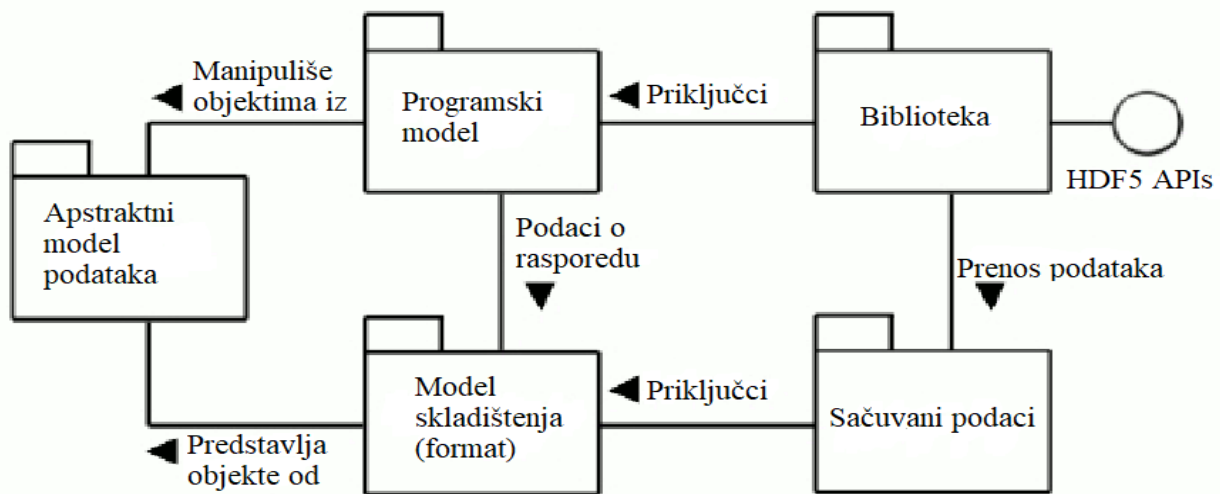 Manipuliše
objektima iz
Programski
model
Priključci
Biblioteka
HDF5 APIs
Apstraktni
model
podataka
Podaci o
rasporedu
Prenos podataka
Model
skladištenja
(format)
Priključci
Sačuvani podaci
Predstavlja
objekte od